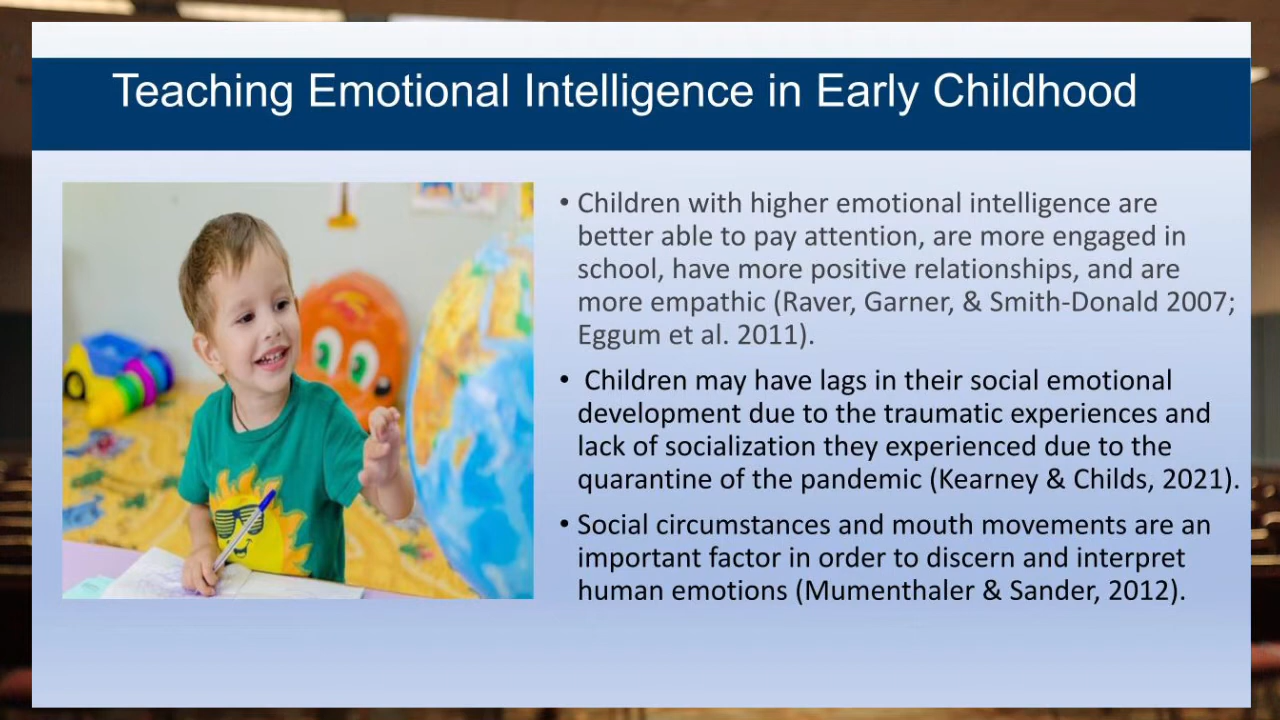 Teaching Emotional Intelligence in Early Childhood
• Children with higher emotional intelligence are
better able to pay attention, are more engaged in
school, have more positive relationships, and are
more empathic (Raver, Garner, & Smith-Donald 2007;
Eggum et al. 2011).
• Children may have lags in their social emotional
development due to the traumatic experiences and
lack of socialization they experienced due to the
quarantine of the pandemic (Kearney & Childs, 2021).
• Social circumstances and mouth movements are an
important factor in order to discern and interpret
human emotions (Mumenthaler & Sander, 2012).